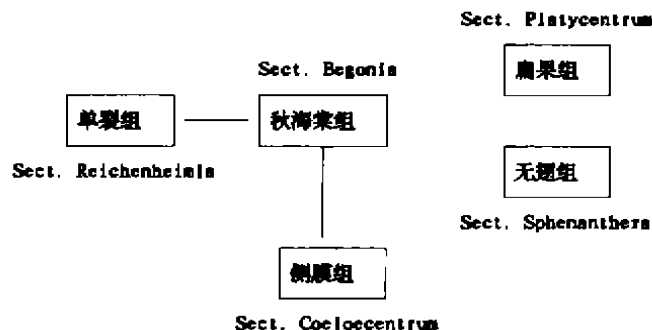 Sect. Platycentrum
扁果组
Sect. Begonia
秋海棠组
单裂组
Sect. Reichenheimia
无翅组
Sect. Sphenanthera
侧膜组
Sect. Coeloecentrum